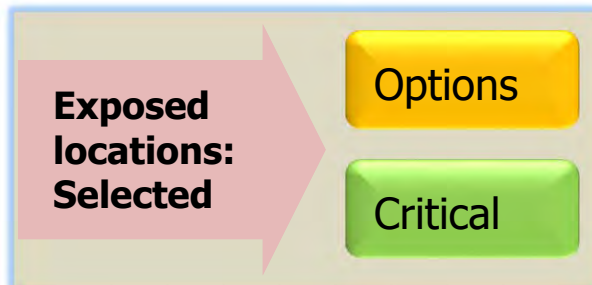 Exposed
locations:
Selected
Options
Critical